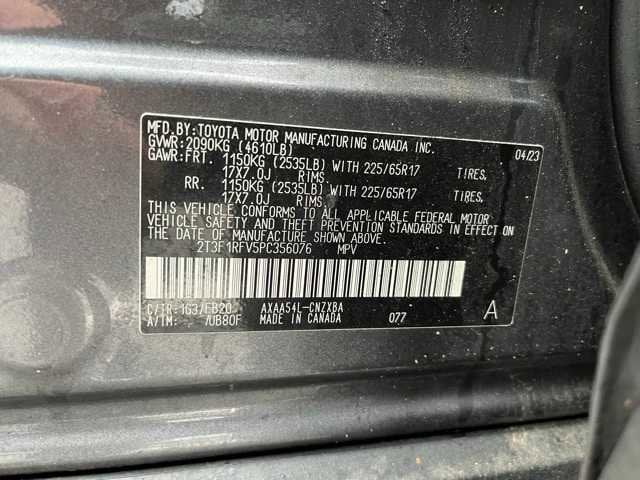 MFD.BY:TOYOTA MOTOR MANUFACTURING CANADA INC.
GVWR:2090KG (4610LB) 04/23
GAWR:FRT. 1150KG (2535LB) WITH 225/65R17 TIRES,
17X7.0J RIMS,
RR. 1150KG (2535LB) WITH 225/65R17 TIRES,
17X7.0J RIMS,
THIS VEHICLE CONFORMS TO ALL APPLICABLE FEDERAL MOTOR
VEHICLE SAFETY AND THEFT PREVENTION STANDARDS IN EFFECT ON
THE DATE OF MANUFACTURE SHOWN ABOVE.
2T3F1RFV5PC356076 MPV
C/TR:1G3/FB20 AXAA54L-CNZXBA
A/TM: /UB80F MADE IN CANADA 077 A